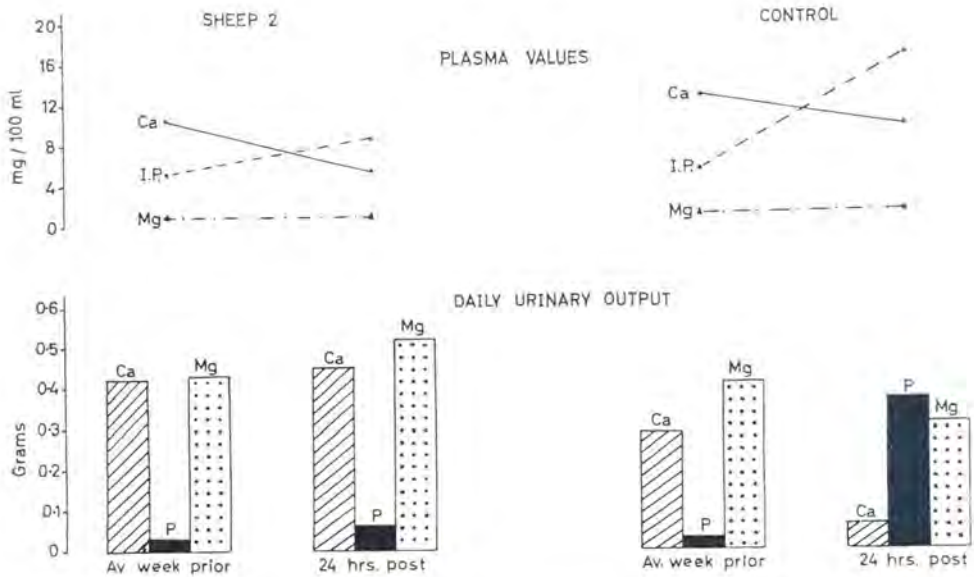 SHEEP 2
CONTROL
PLASMA VALUES
mg / 100 ml
20
16
12
8
4
0
Ca
I.P.
Mg
Ca
I.P.
Mg
DAILY URINARY OUTPUT
Grams
0·6
0·5
0·4
0·3
0·2
0·1
0
Ca
P
Mg
Ca
P
Mg
Ca
P
Mg
Ca
P
Mg
Av. week prior
24 hrs. post
Av. week prior
24 hrs. post